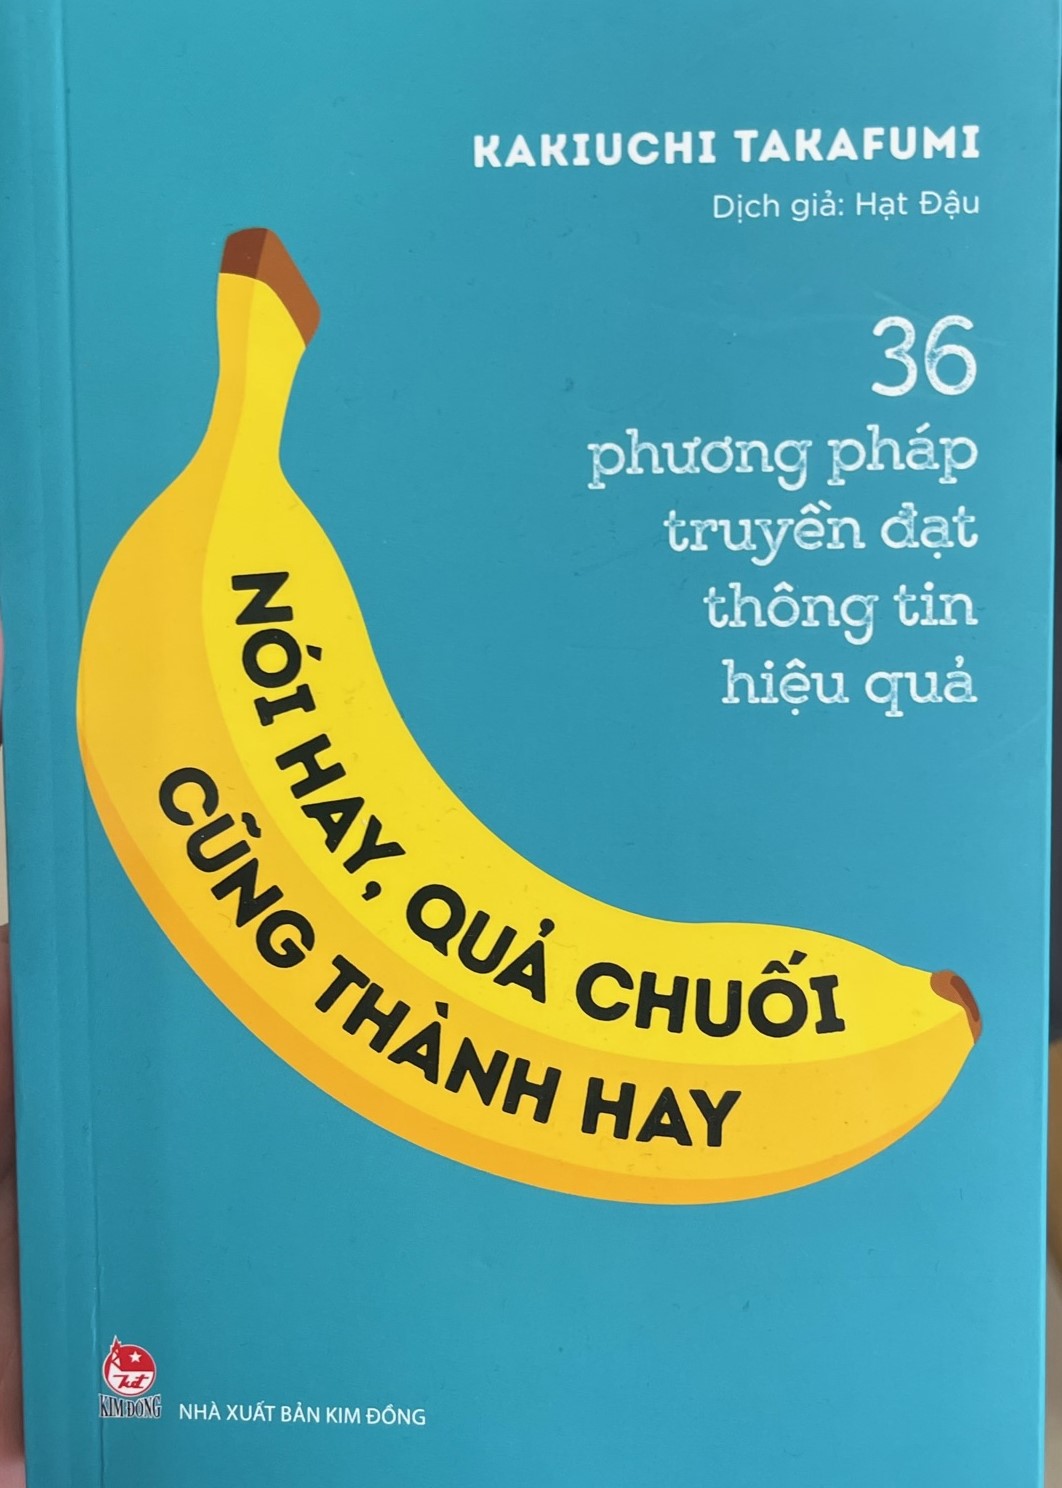 KAKIUCHI TAKAFUMI
Dịch giả: Hạt Đậu
36
phương pháp
truyền đạt
thông tin
hiệu quả
NÓI HAY, QUẢ CHUỐI
CŨNG THÀNH HAY
KIM ĐỒNG
NHÀ XUẤT BẢN KIM ĐỒNG